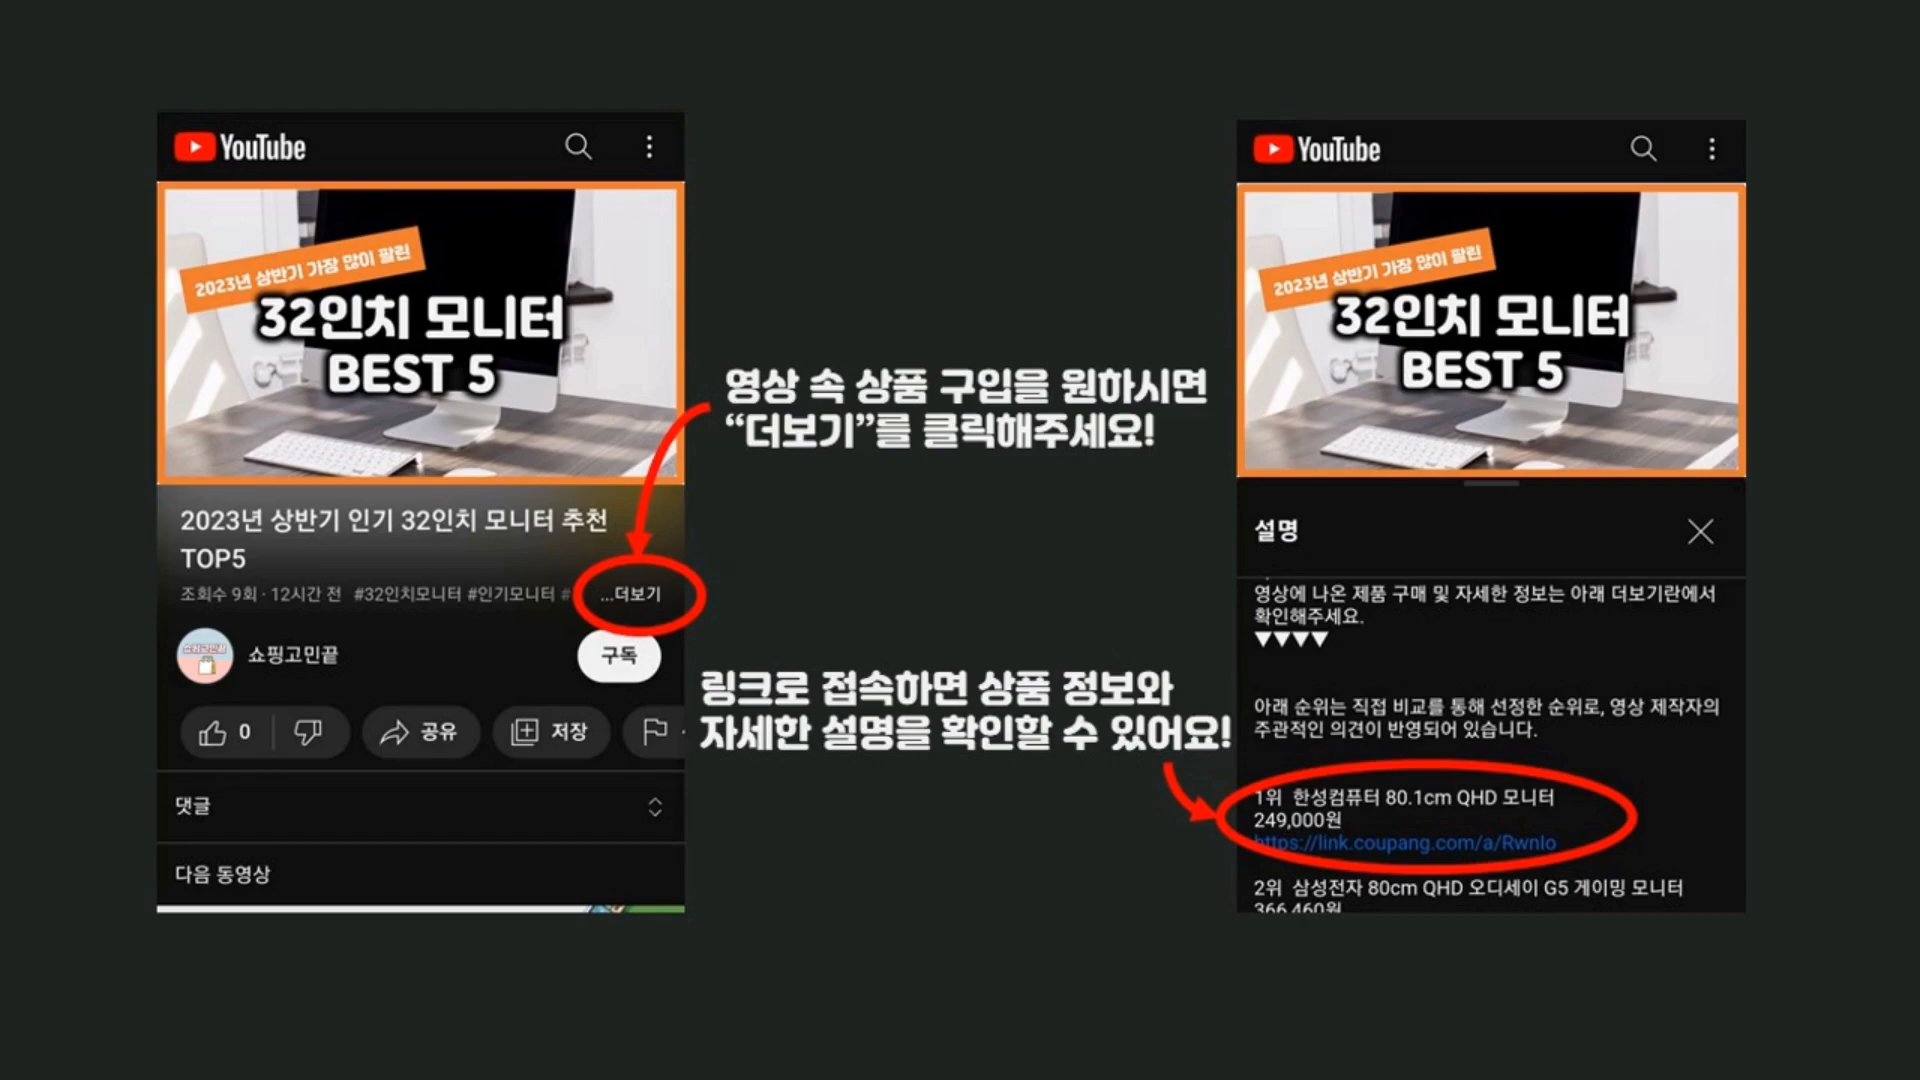 YouTube
2023년 상반기 가장 많이 팔린
32인치 모니터
BEST 5
2023년 상반기 인기 32인치 모니터 추천
TOP5
조회수 9회 · 12시간 전 #32인치모니터 #인기모니터 # ...더보기
쇼핑고민끝
쇼핑고민끝
구독
0
공유
저장
댓글
다음 동영상
영상 속 상품 구입을 원하시면
“더보기”를 클릭해주세요!
링크로 접속하면 상품 정보와
자세한 설명을 확인할 수 있어요!
YouTube
2023년 상반기 가장 많이 팔린
32인치 모니터
BEST 5
설명
영상에 나온 제품 구매 및 자세한 정보는 아래 더보기란에서
확인해주세요.
▼▼▼▼
아래 순위는 직접 비교를 통해 선정한 순위로, 영상 제작자의
주관적인 의견이 반영되어 있습니다.
1위 한성컴퓨터 80.1cm QHD 모니터
249,000원
https://link.coupang.com/a/RwnIo
2위 삼성전자 80cm QHD 오디세이 G5 게이밍 모니터
366,460원